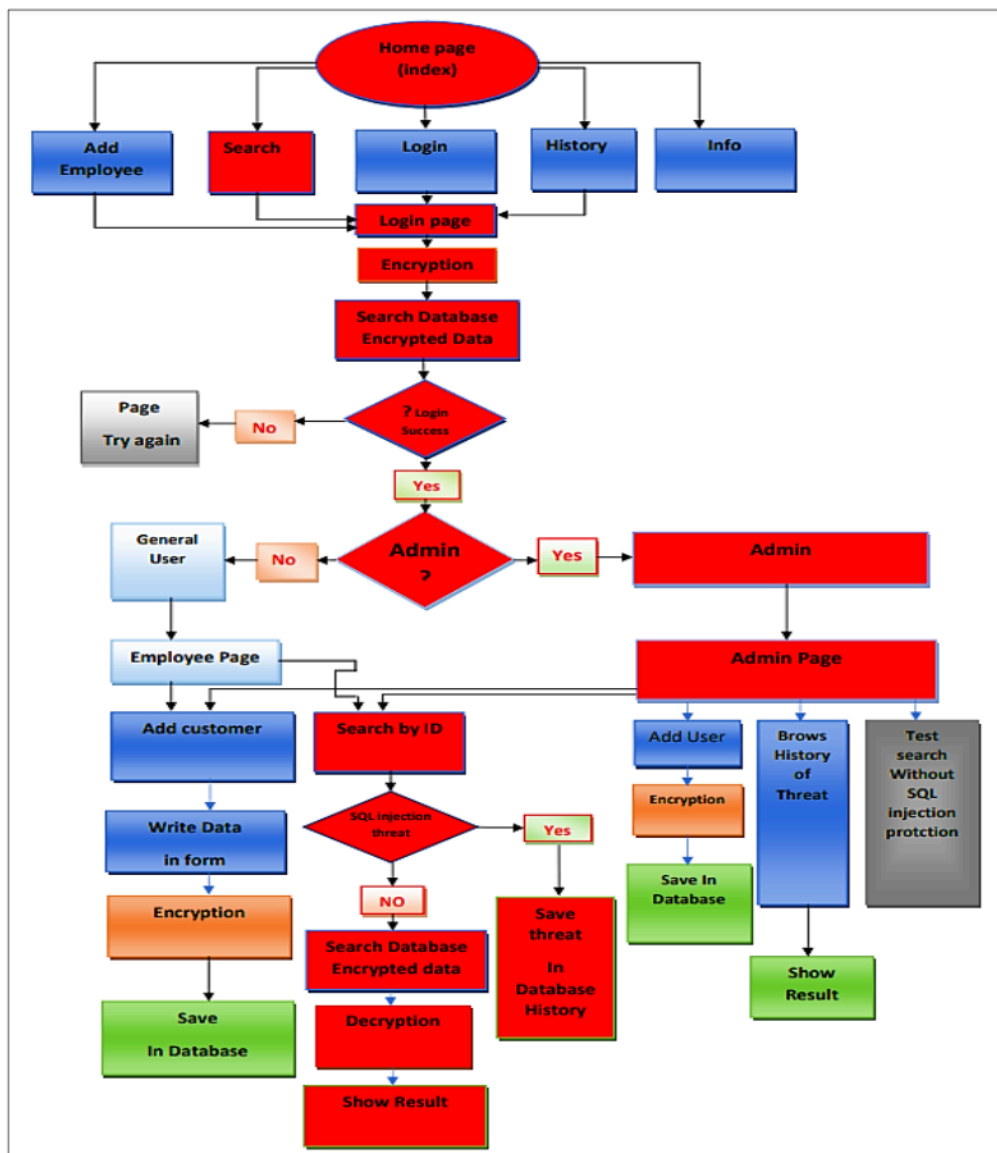 Home page
(index)
Add
Employee
Search
Login
History
Info
Login page
Encryption
Search Database
Encrypted Data
? Login
Success
No
Page
Try again
Yes
Admin
?
No
General
User
Yes
Admin
Employee Page
Admin Page
Add customer
Search by ID
Add User
Brows
History
of
Threat
Test
search
Without
SQL
injection
protction
Write Data
in form
SQL injection
threat
Yes
Encryption
NO
Save In
Database
Encryption
Search Database
Encrypted data
Save
threat
In
Database
History
Show
Result
Save
In Database
Decryption
Show Result